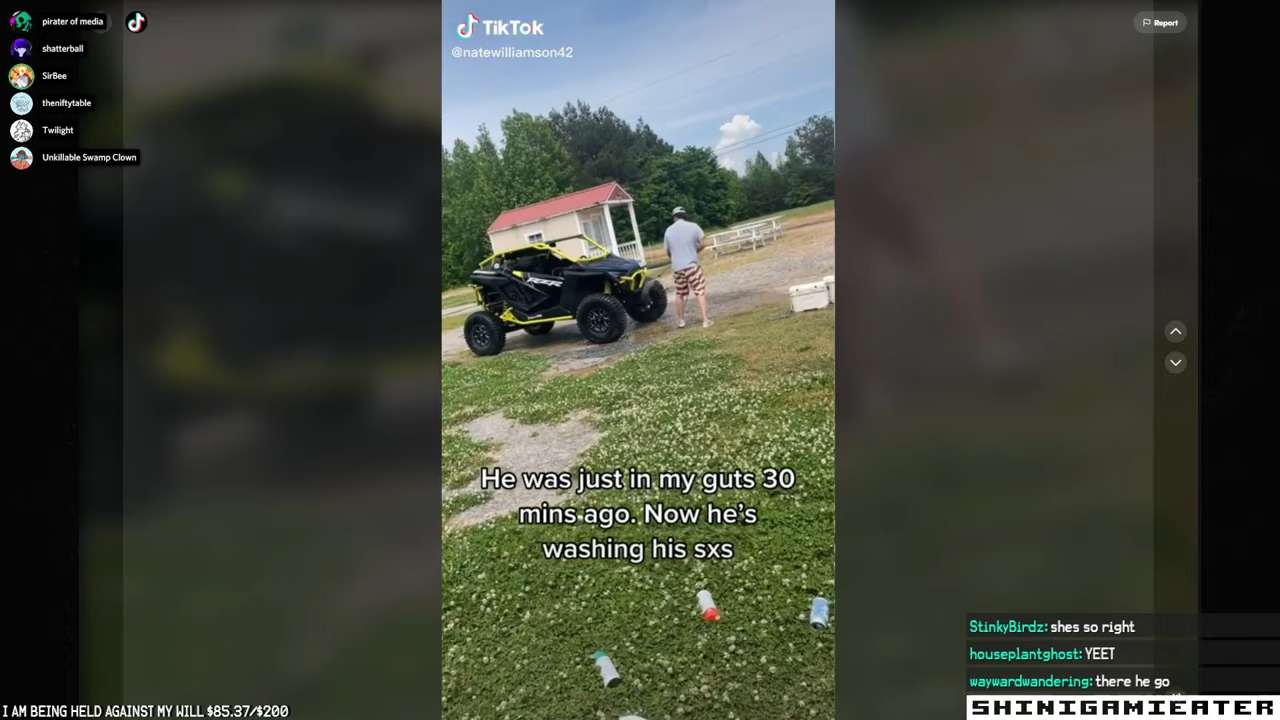 pirater of media
shatterball
SirBee
theniftytable
Twilight
Unkillable Swamp Clown
TikTok
@natewilliamson42
Report
RZR
He was just in my guts 30
mins ago. Now he's
washing his sxs
StinkyBirdz: shes so right
houseplantghost: YEET
waywardwandering: there he go
I AM BEING HELD AGAINST MY WILL $85.37/$200
SHINIGAMIEATER